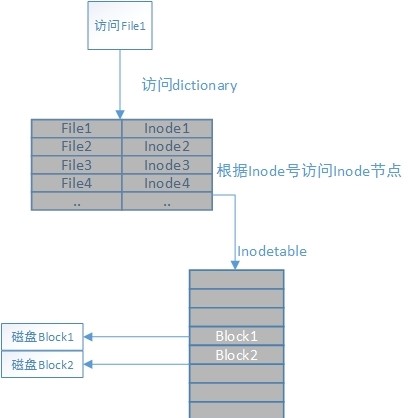 访问File1
访问dictionary
File1 Inode1
File2 Inode2
File3 Inode3
File4 Inode4
.. ..
根据Inode号访问Inode节点
Inodetable
磁盘Block1 Block1
磁盘Block2 Block2